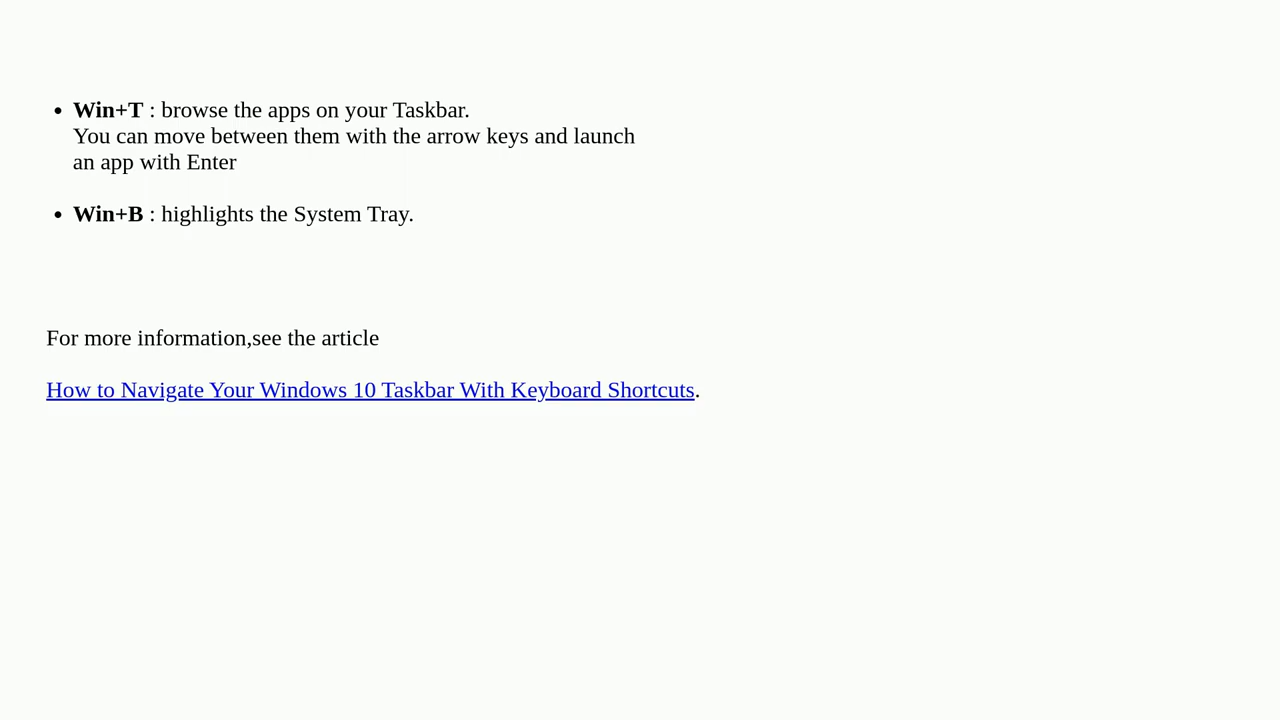 • Win+T : browse the apps on your Taskbar.
You can move between them with the arrow keys and launch
an app with Enter
• Win+B : highlights the System Tray.
For more information,see the article
How to Navigate Your Windows 10 Taskbar With Keyboard Shortcuts.